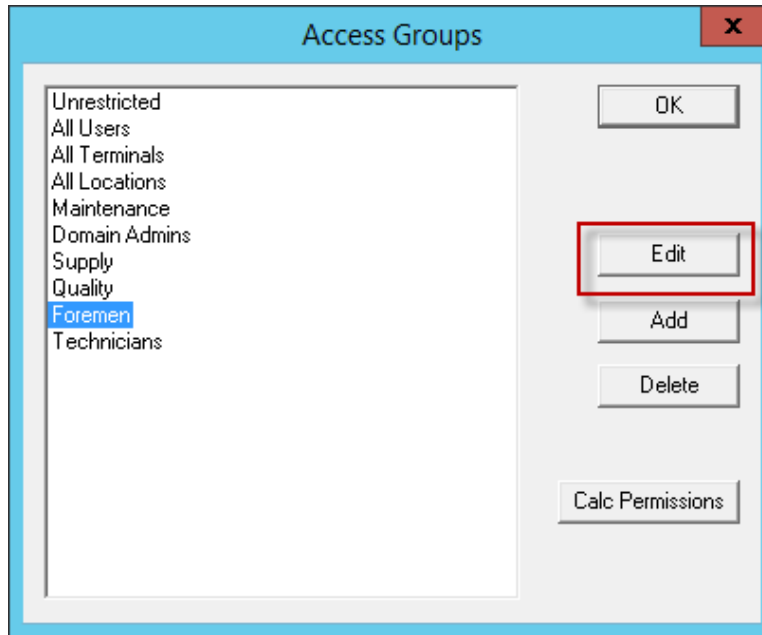 Access Groups
x
Unrestricted
All Users
All Terminals
All Locations
Maintenance
Domain Admins
Supply
Quality
Foremen
Technicians
OK
Edit
Add
Delete
Calc Permissions